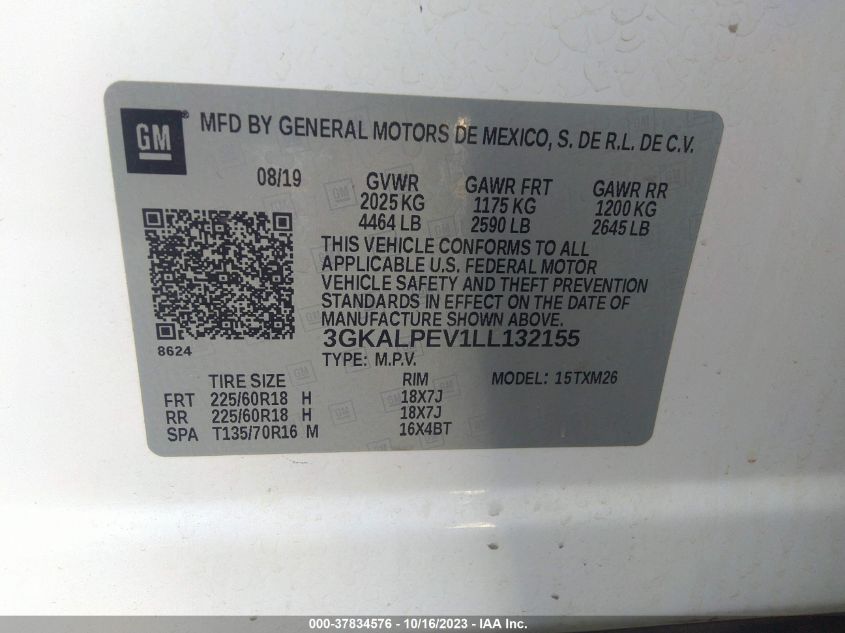 GM® MFD BY GENERAL MOTORS DE MEXICO, S. DE R.L. DE C.V.
08/19 GVWR GAWR FRT GAWR RR
2025 KG 1175 KG 1200 KG
4464 LB 2590 LB 2645 LB
THIS VEHICLE CONFORMS TO ALL
APPLICABLE U.S. FEDERAL MOTOR
VEHICLE SAFETY AND THEFT PREVENTION
STANDARDS IN EFFECT ON THE DATE OF
MANUFACTURE SHOWN ABOVE.
8624
3GKALPEV1LL132155
TYPE: M.P.V.
TIRE SIZE RIM MODEL: 15TXM26
FRT 225/60R18 H 18X7J
RR 225/60R18 H 18X7J
SPA T135/70R16 M 16X4BT
000-37834576 - 10/16/2023 - IAA Inc.